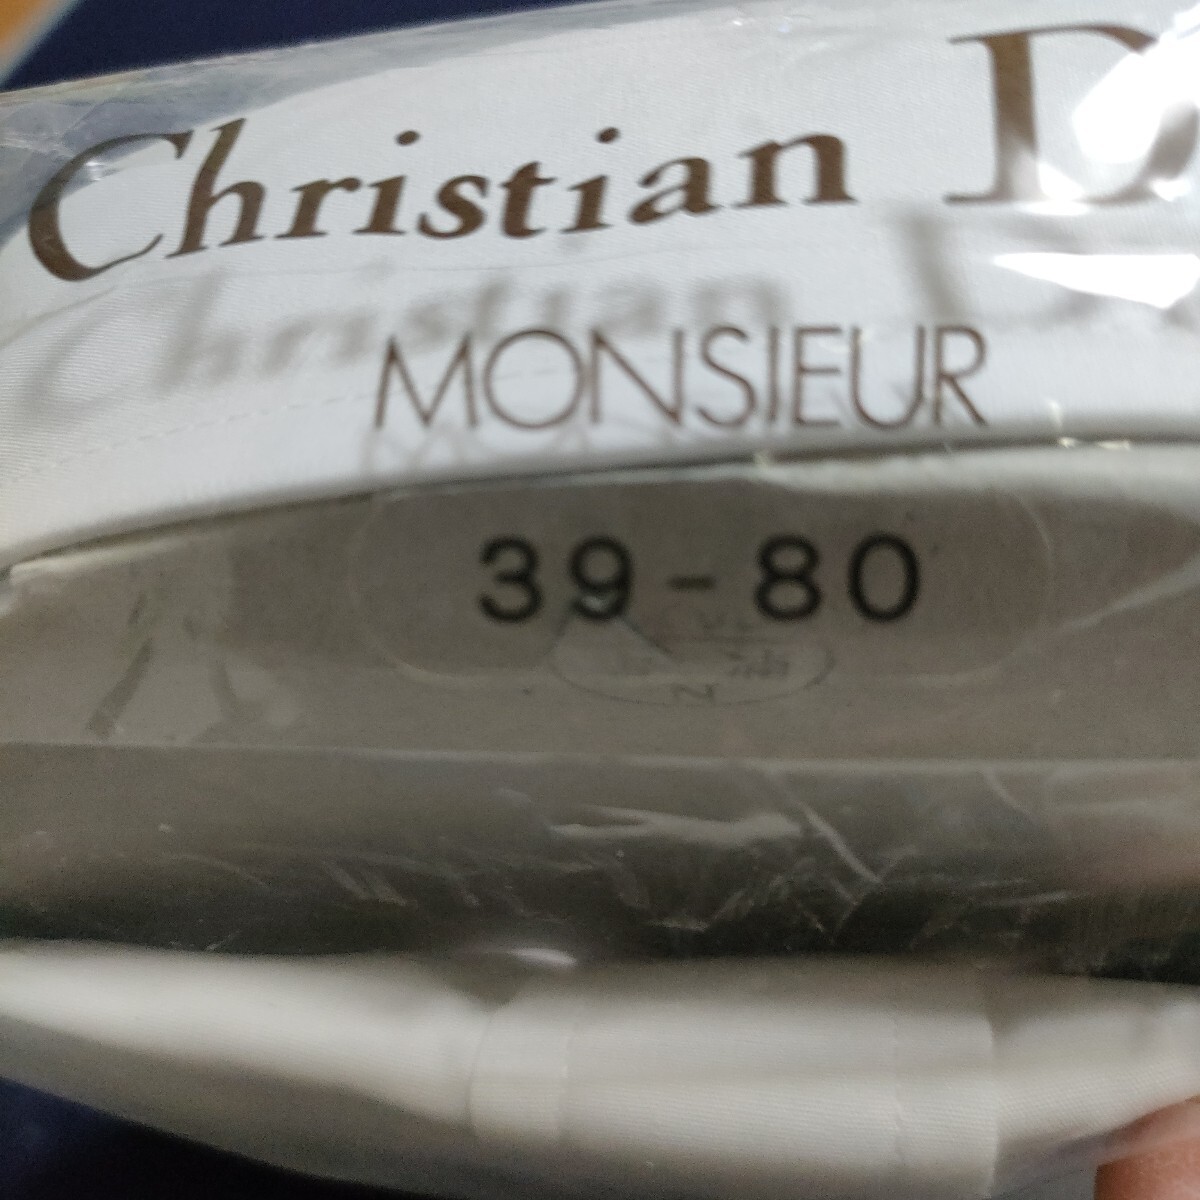 Christian D
MONSIEUR
39-80